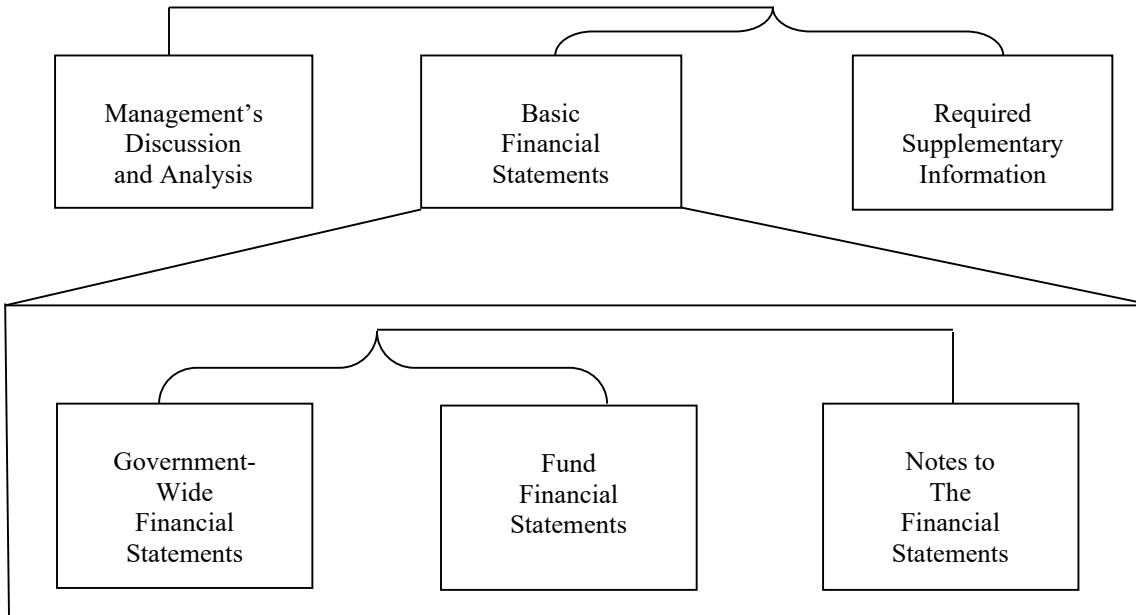 Management’s
Discussion
and Analysis
Basic
Financial
Statements
Required
Supplementary
Information
Government-
Wide
Financial
Statements
Fund
Financial
Statements
Notes to
The
Financial
Statements